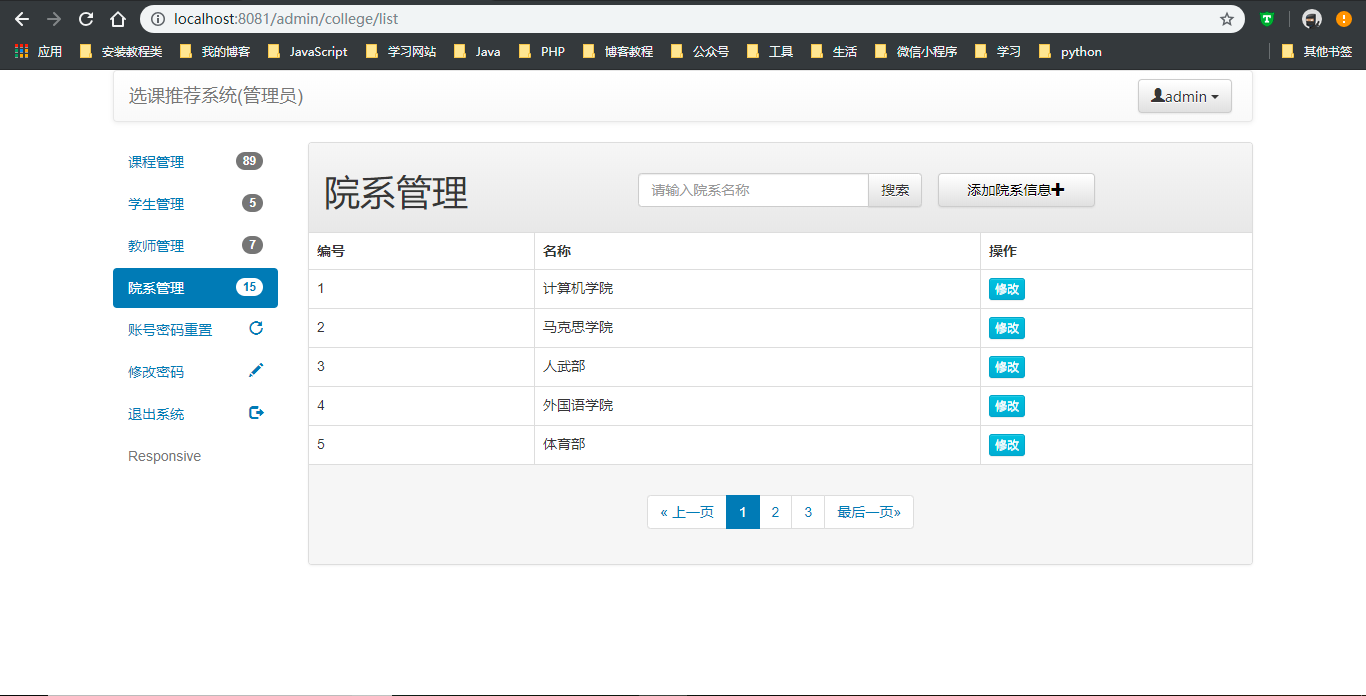 localhost:8081/admin/college/list
应用 安装教程类 我的博客 JavaScript 学习网站 Java PHP 博客教程 公众号 工具 生活 微信小程序 学习 python 其他书签
选课推荐系统(管理员) admin
课程管理 89
学生管理 5
教师管理 7
院系管理 15
账号密码重置
修改密码
退出系统
Responsive
院系管理 请输入院系名称 搜索 添加院系信息
编号 名称 操作
1 计算机学院 修改
2 马克思学院 修改
3 人武部 修改
4 外国语学院 修改
5 体育部 修改
« 上一页 1 2 3 最后一页»